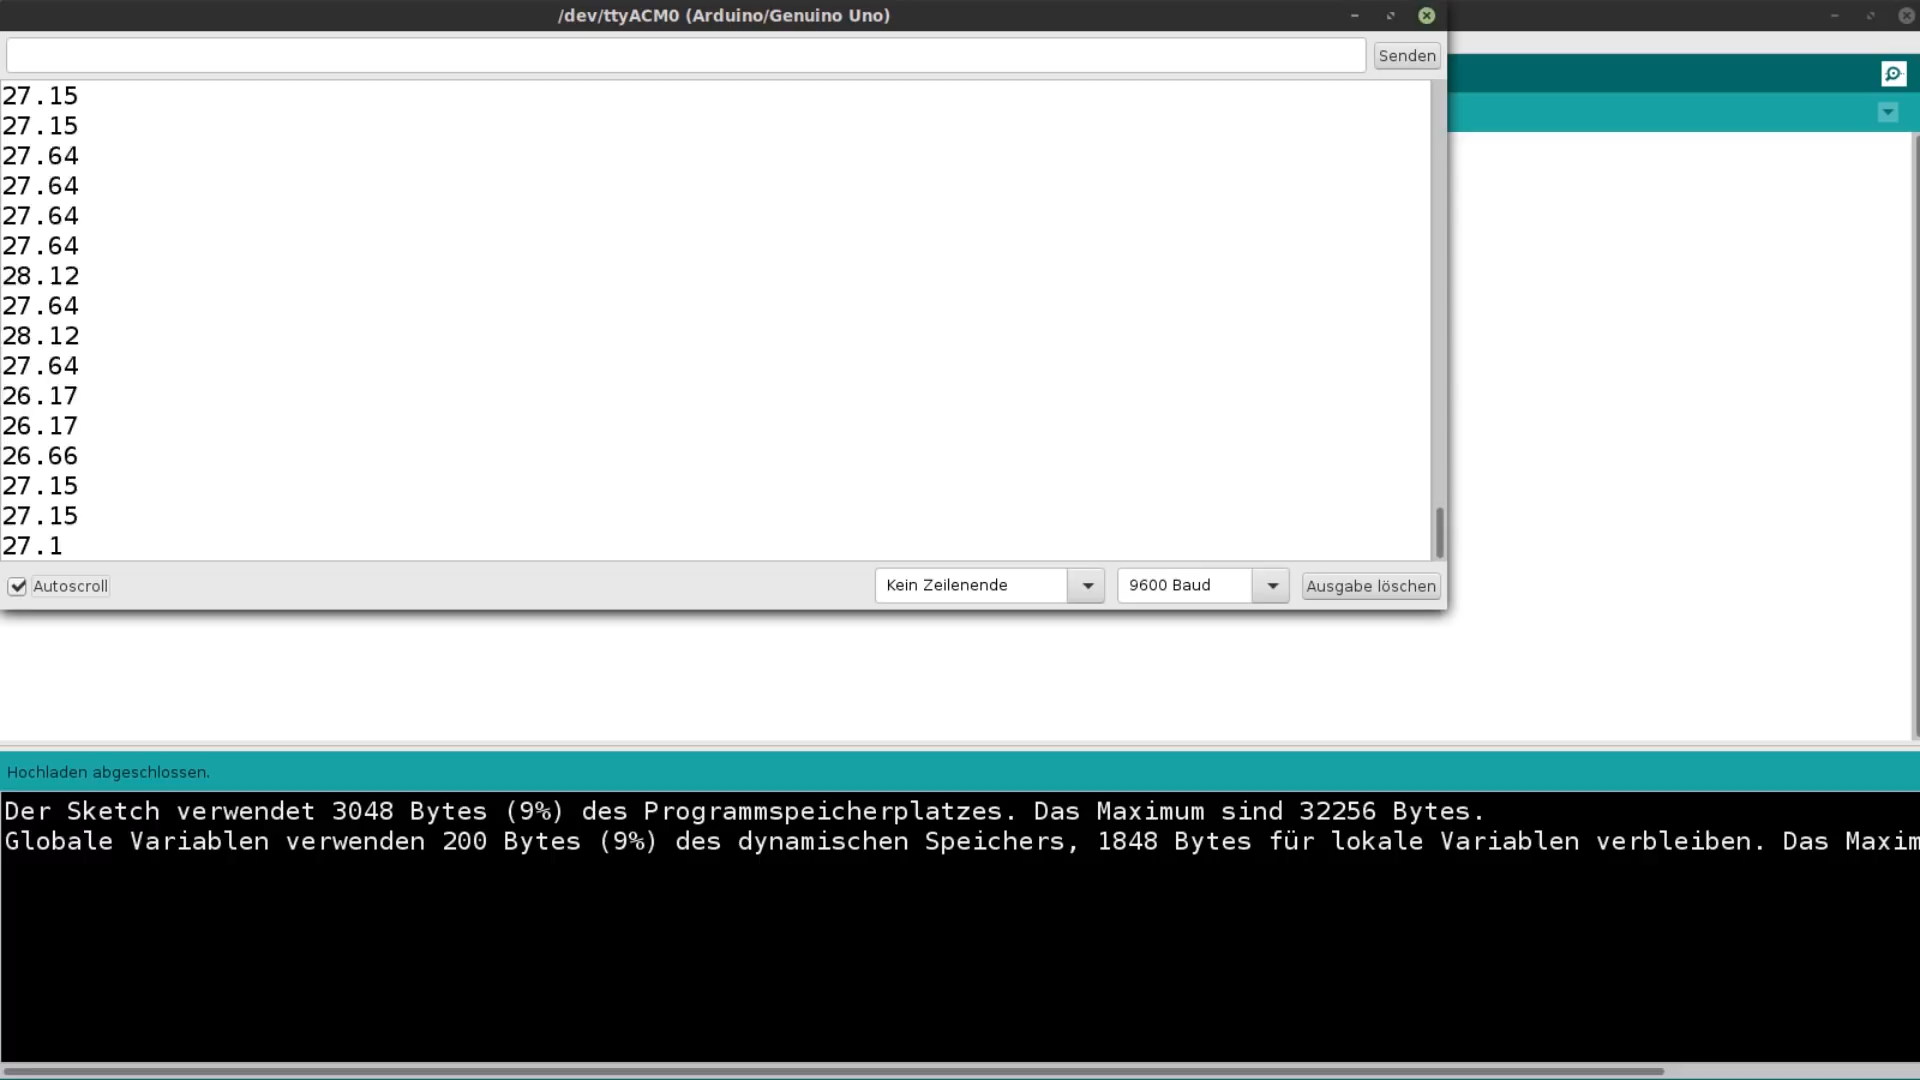 /dev/ttyACM0 (Arduino/Genuino Uno)
Senden
27.15
27.15
27.64
27.64
27.64
27.64
28.12
27.64
28.12
27.64
26.17
26.17
26.66
27.15
27.15
27.1
Autoscroll
Kein Zeilenende
9600 Baud
Ausgabe löschen
Hochladen abgeschlossen.
Der Sketch verwendet 3048 Bytes (9%) des Programmspeicherplatzes. Das Maximum sind 32256 Bytes.
Globale Variablen verwenden 200 Bytes (9%) des dynamischen Speichers, 1848 Bytes für lokale Variablen verbleiben. Das Maxim